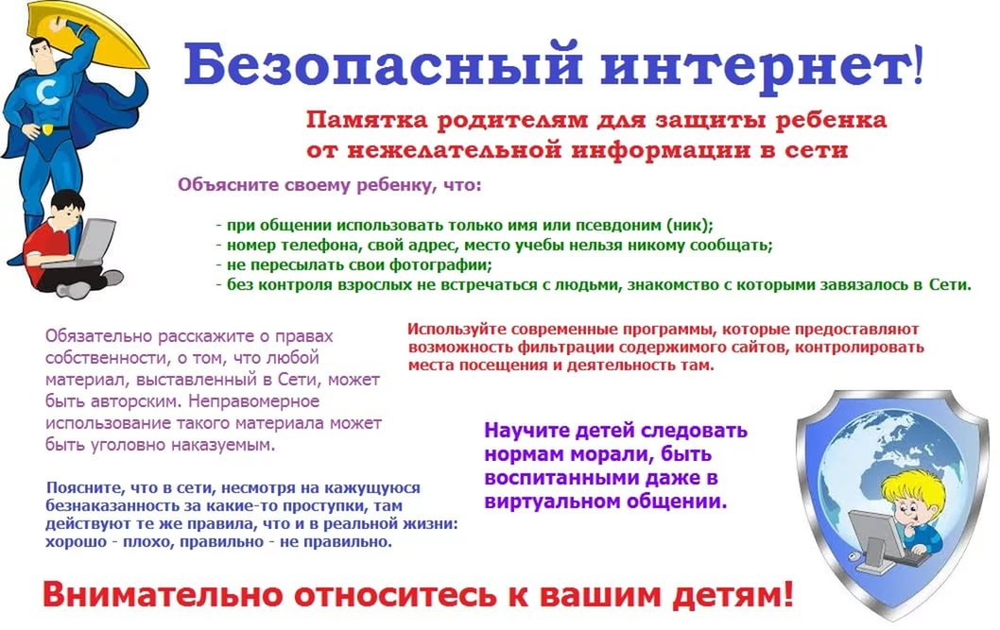 Безопасный интернет!
Памятка родителям для защиты ребенка
от нежелательной информации в сети
Объясните своему ребенку, что:
- при общении использовать только имя или псевдоним (ник);
- номер телефона, свой адрес, место учебы нельзя никому сообщать;
- не пересылать свои фотографии;
- без контроля взрослых не встречаться с людьми, знакомство с которыми завязалось в Сети.
Обязательно расскажите о правах
собственности, о том, что любой
материал, выставленный в Сети, может
быть авторским. Неправомерное
использование такого материала может
быть уголовно наказуемым.
Используйте современные программы, которые предоставляют
возможность фильтрации содержимого сайтов, контролировать
места посещения и деятельность там.
Научите детей следовать
нормам морали, быть
воспитанными даже в
виртуальном общении.
Поясните, что в сети, несмотря на кажущуюся
безнаказанность за какие-то проступки, там
действуют те же правила, что и в реальной жизни:
хорошо - плохо, правильно - не правильно.
Внимательно относитесь к вашим детям!
C